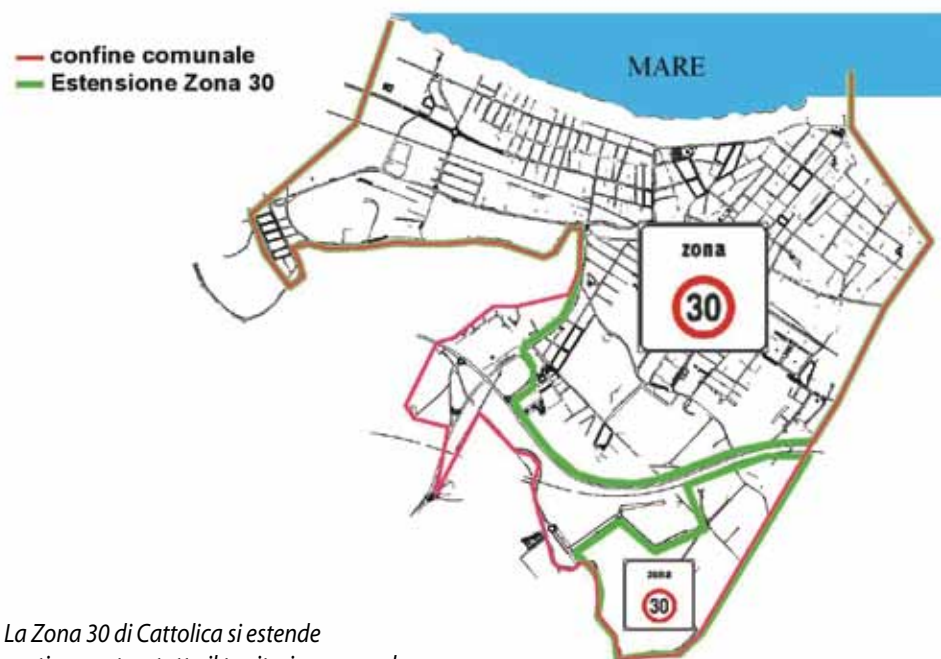 confine comunale
Estensione Zona 30
MARE
zona
30
zona
30
La Zona 30 di Cattolica si estende